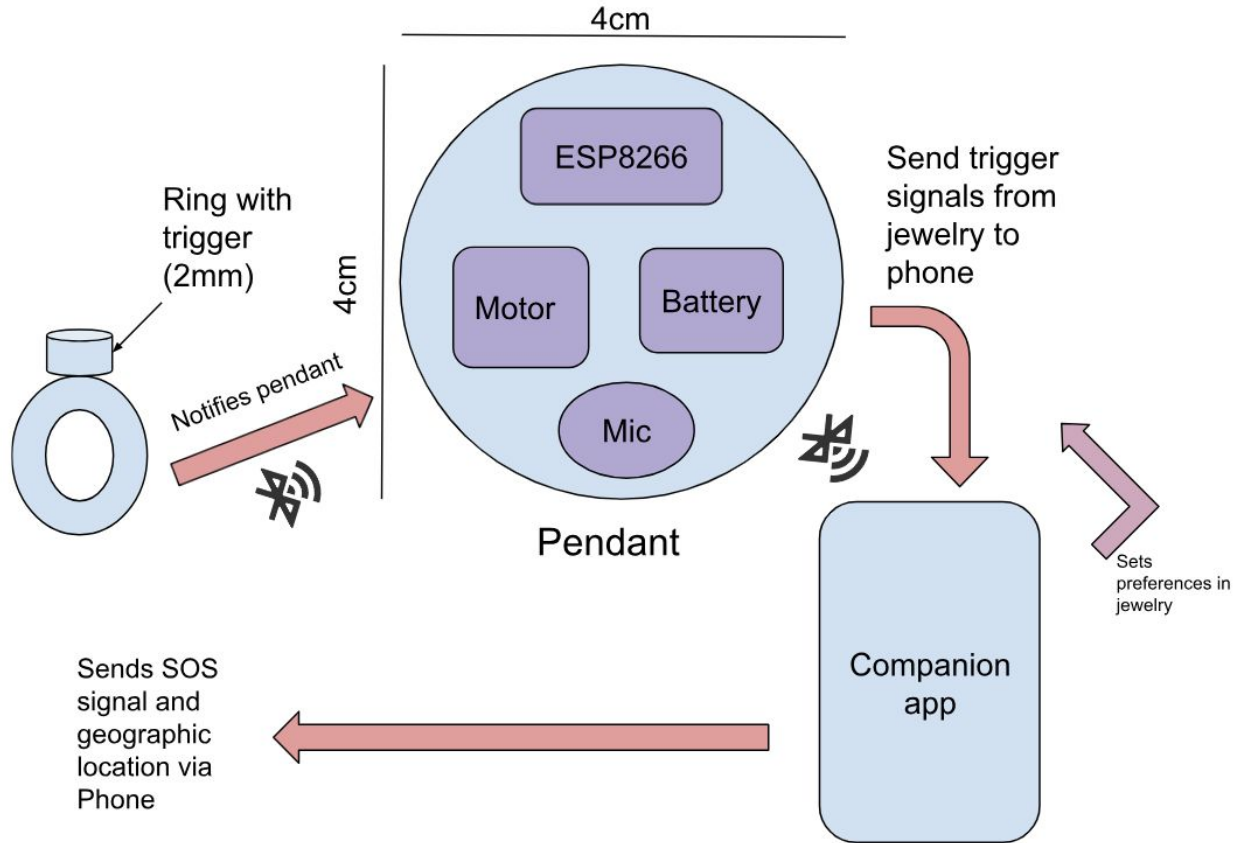 4cm
4cm
ESP8266
Motor
Battery
Mic
Pendant
Ring with
trigger
(2mm)
Notifies pendant
Send trigger
signals from
jewelry to
phone
Sets
preferences in
jewelry
Companion
app
Sends SOS
signal and
geographic
location via
Phone